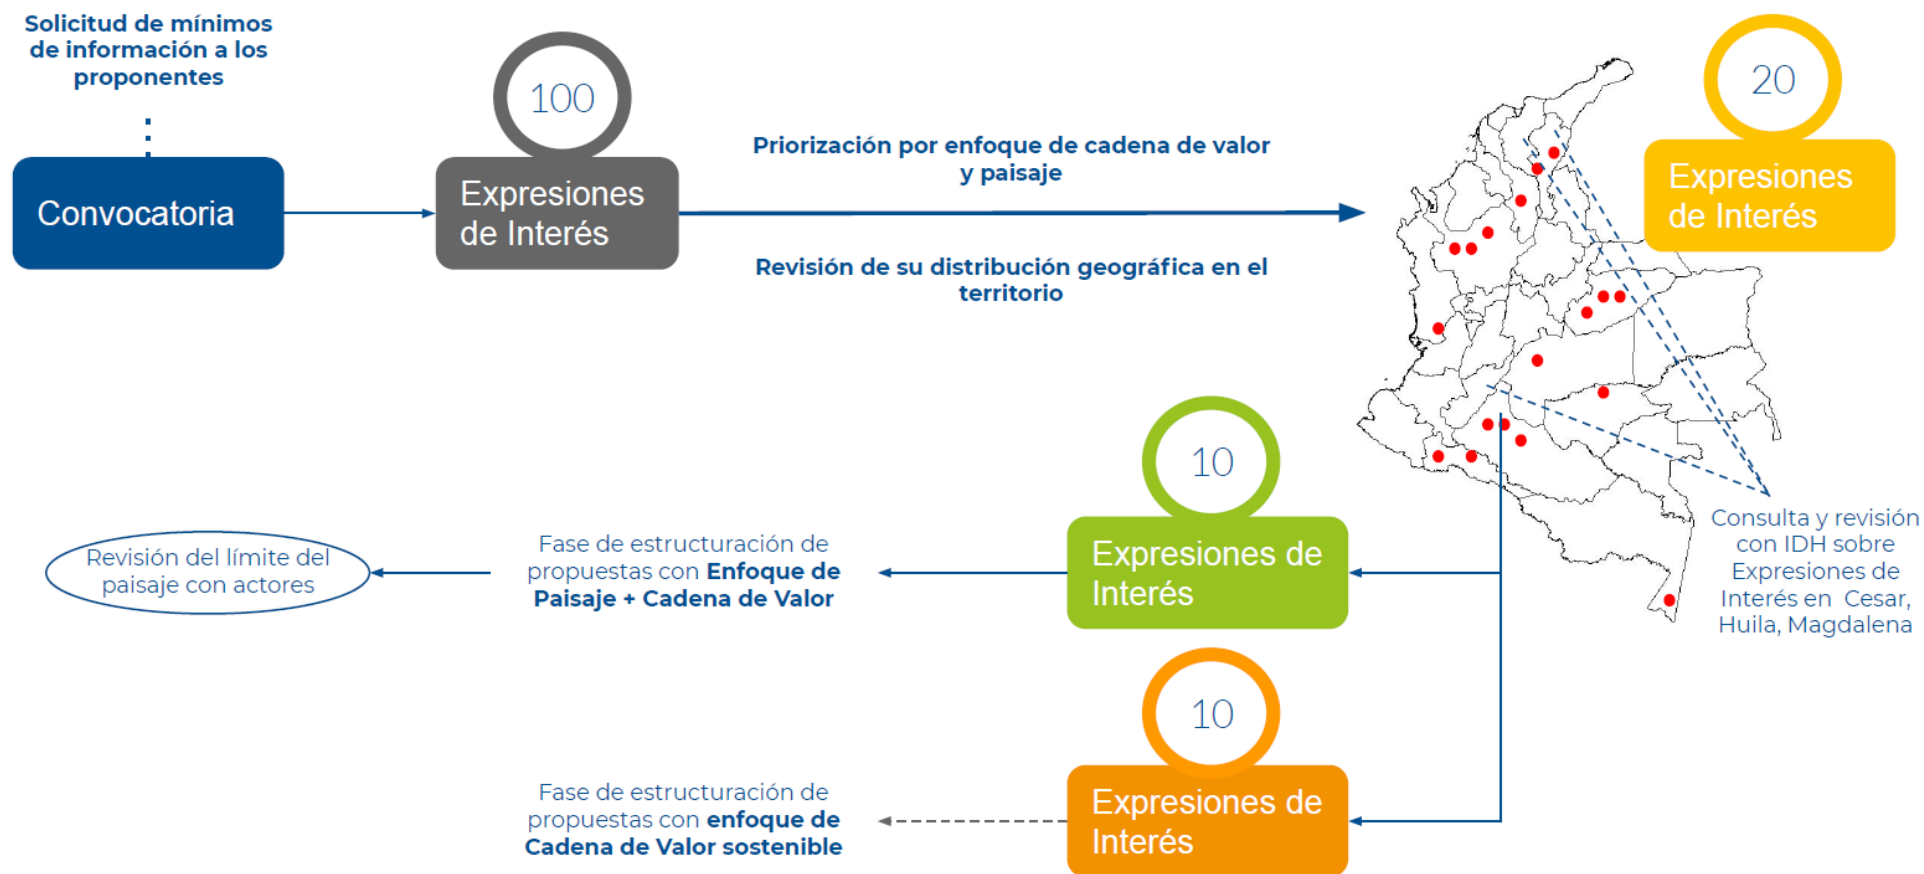 Solicitud de mínimos
de información a los
proponentes
Convocatoria
100
Expresiones
de Interés
Priorización por enfoque de cadena de valor
y paisaje
Revisión de su distribución geográfica en el
territorio
20
Expresiones
de Interés
Consulta y revisión
con IDH sobre
Expresiones de
Interés en Cesar,
Huila, Magdalena
10
Expresiones de
Interés
Fase de estructuración de
propuestas con Enfoque de
Paisaje + Cadena de Valor
Revisión del límite del
paisaje con actores
10
Expresiones de
Interés
Fase de estructuración de
propuestas con enfoque de
Cadena de Valor sostenible